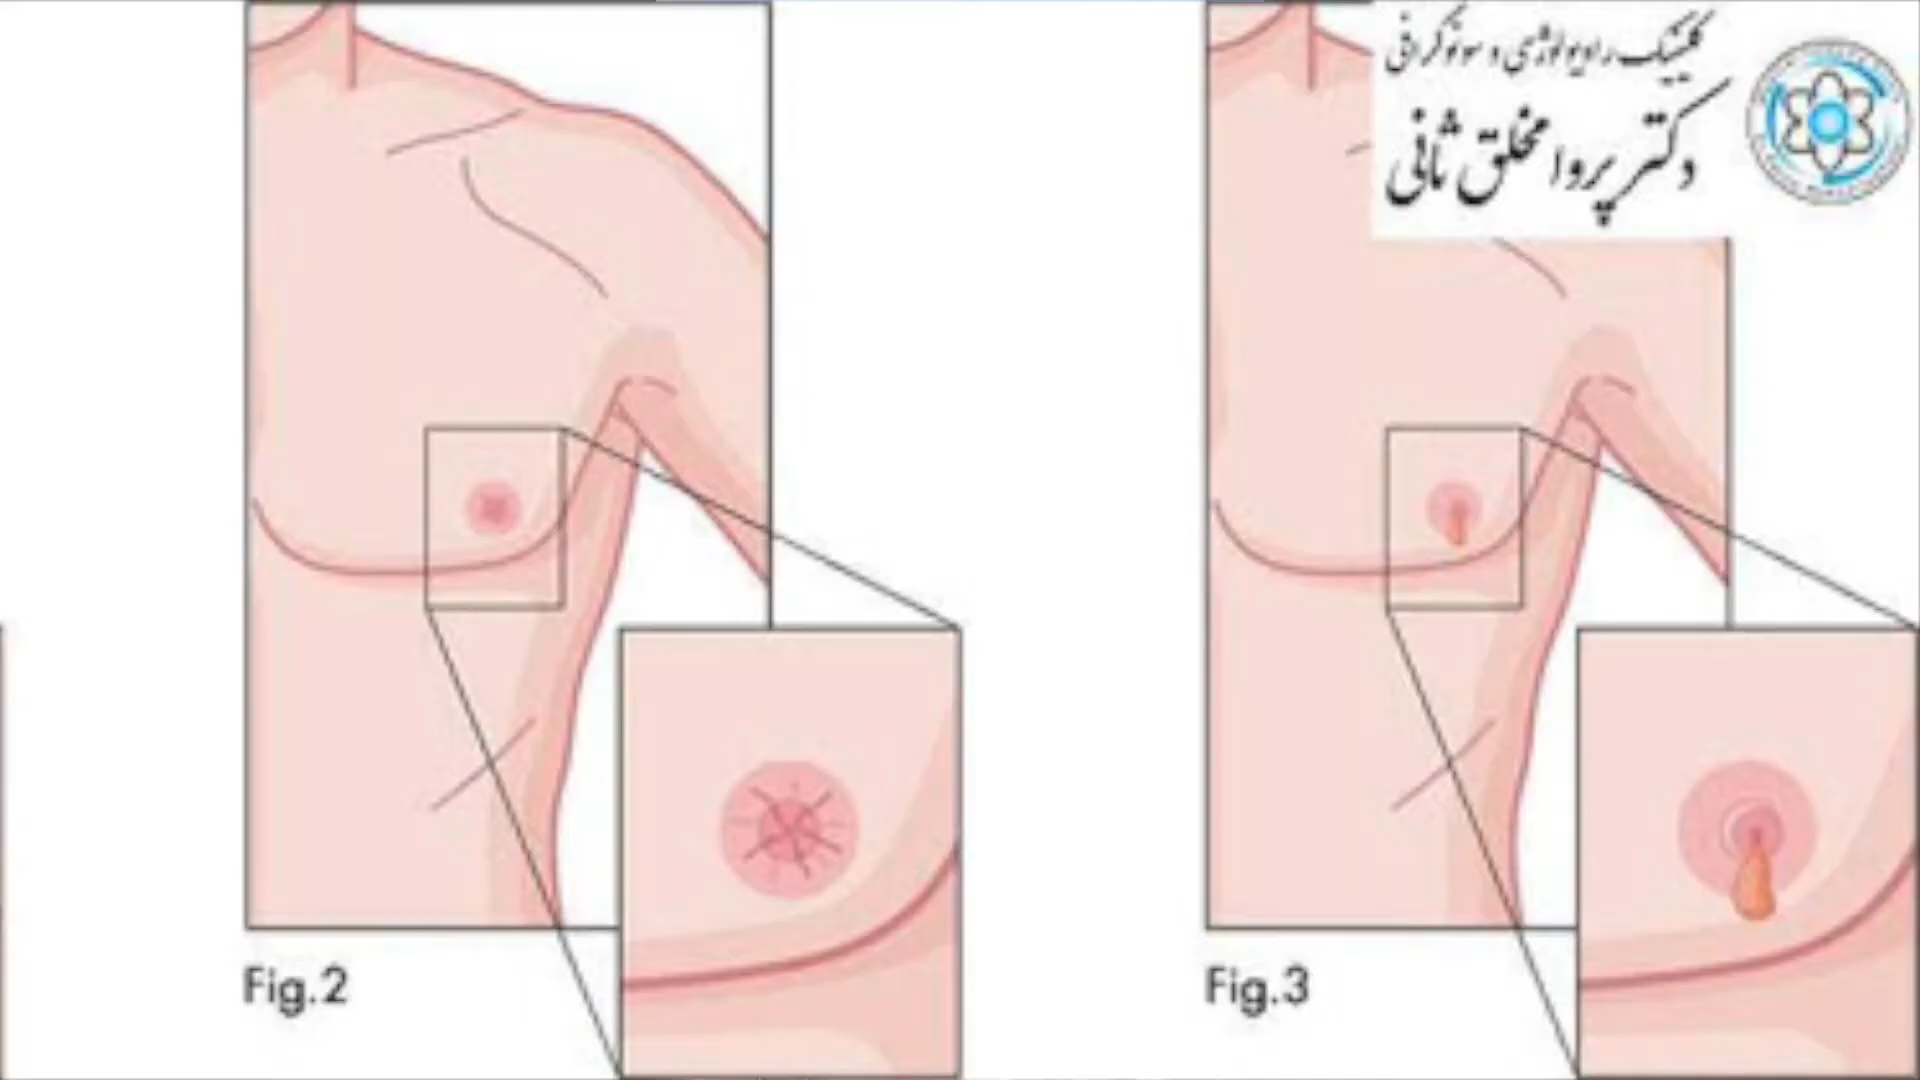 کلینیک رادیولوژی و سونوگرافی
دکتر پروا مخلق ثانی
Fig.2
Fig.3